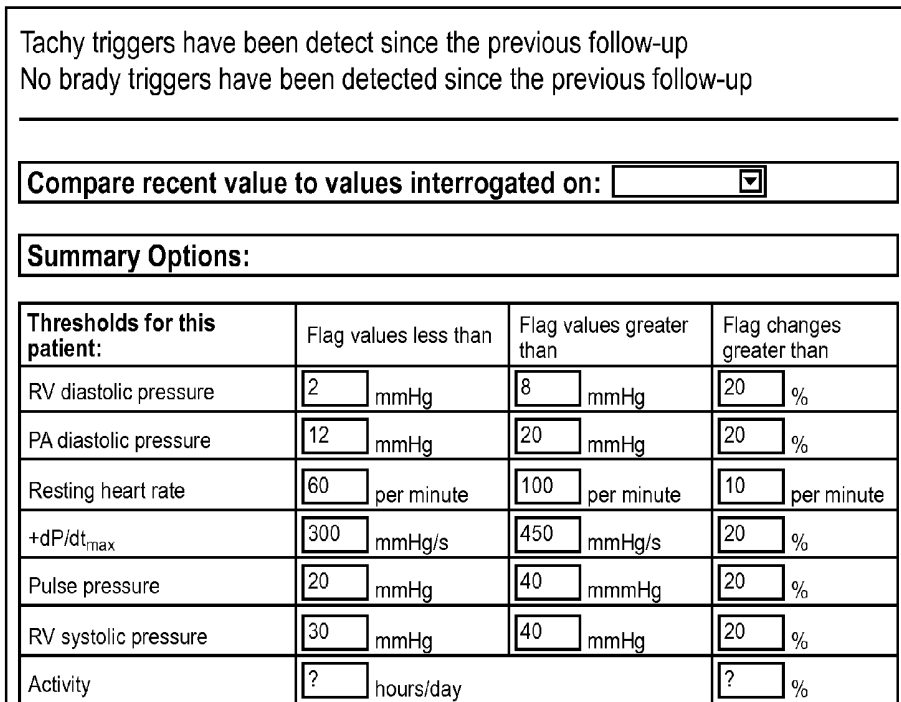 Tachy triggers have been detect since the previous follow-up
No brady triggers have been detected since the previous follow-up
Compare recent value to values interrogated on:
Summary Options:
Thresholds for this patient: Flag values less than Flag values greater than Flag changes greater than
RV diastolic pressure 2 mmHg 8 mmHg 20 %
PA diastolic pressure 12 mmHg 20 mmHg 20 %
Resting heart rate 60 per minute 100 per minute 10 per minute
+dP/dtmax 300 mmHg/s 450 mmHg/s 20 %
Pulse pressure 20 mmHg 40 mmmHg 20 %
RV systolic pressure 30 mmHg 40 mmHg 20 %
Activity ? hours/day ? %